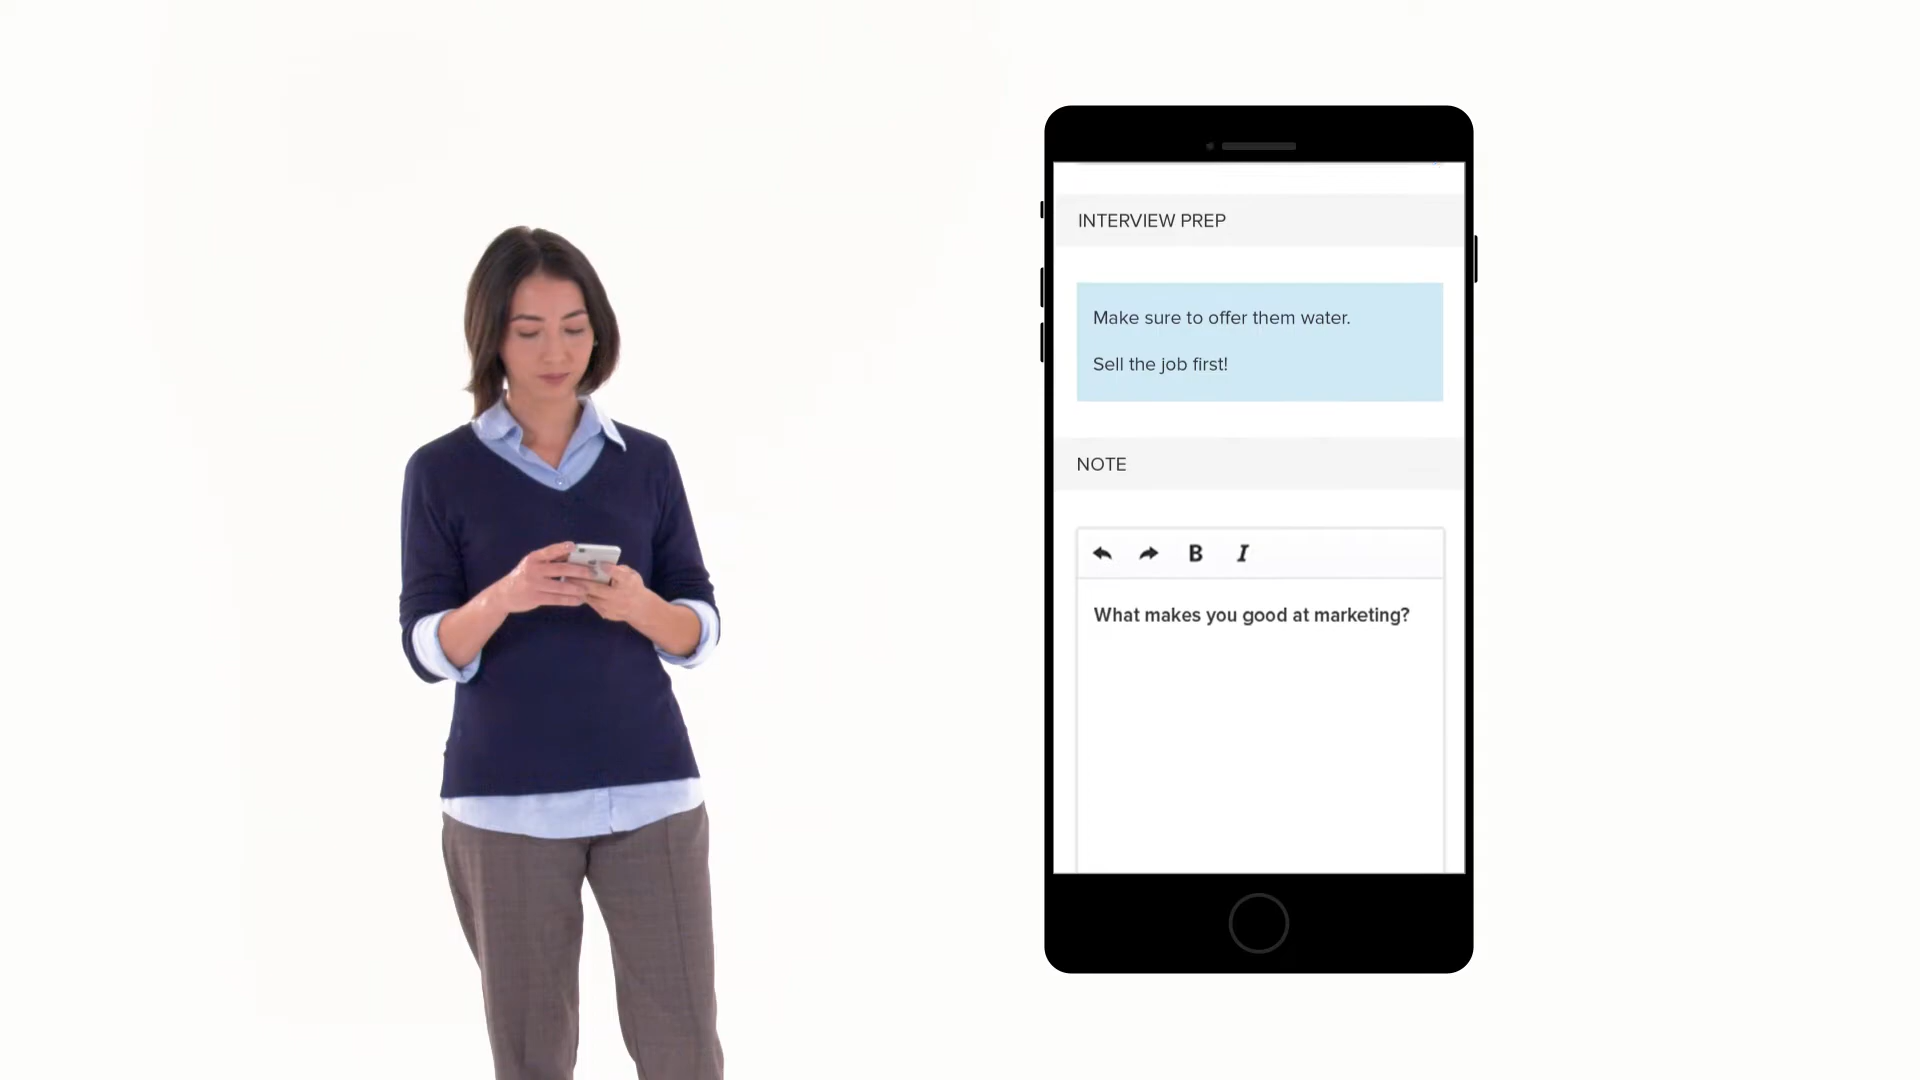 INTERVIEW PREP
Make sure to offer them water.
Sell the job first!
NOTE
B I
What makes you good at marketing?